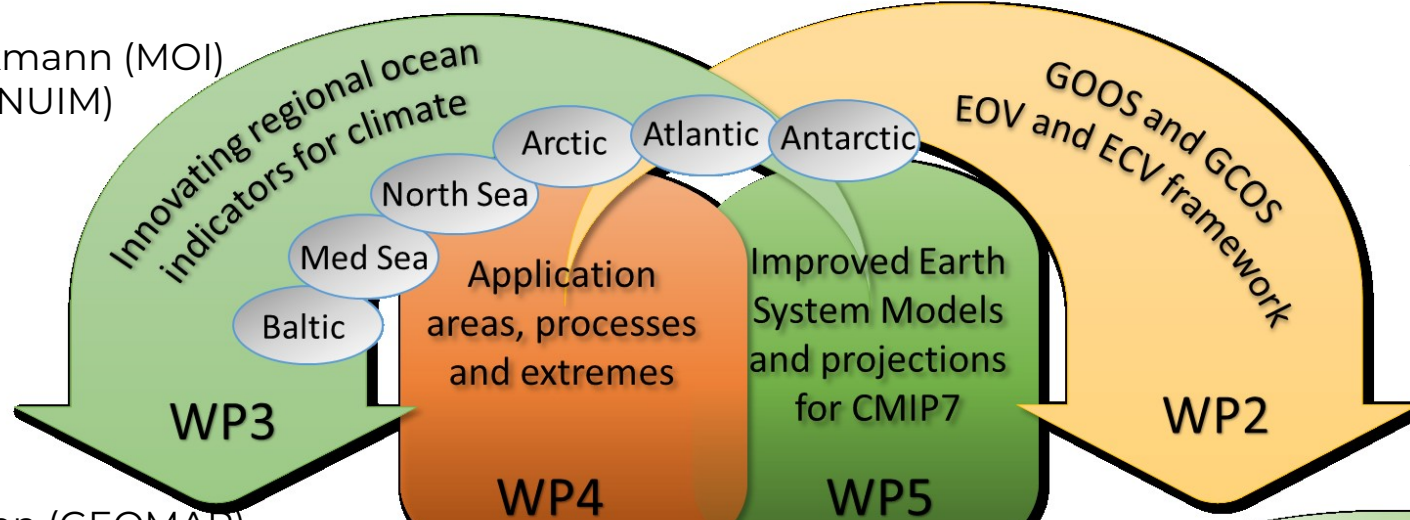 (MOI)
NUIM)
Innovating regional ocean
indicators for climate
GOOS and GCOS
EOV and ECV framework
Arctic
Atlantic
Antarctic
North Sea
Med Sea
Baltic
Application
areas, processes
and extremes
Improved Earth
System Models
and projections
for CMIP7
WP3
WP2
WP4
WP5
(GEOMAR)